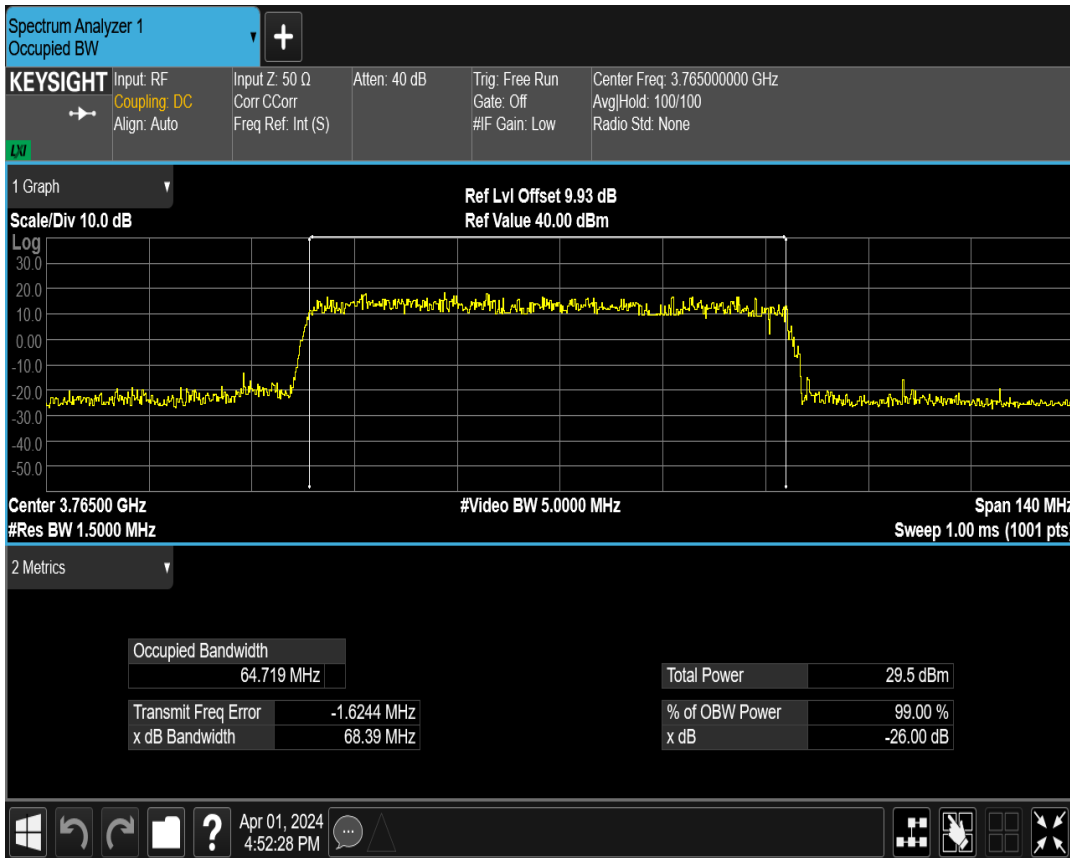 Spectrum Analyzer 1
Occupied BW
KEYSIGHT
LXI
Input: RF
Coupling: DC
Align: Auto
Input Z: 50 Ω
Corr CCorr
Freq Ref: Int (S)
Atten: 40 dB
Trig: Free Run
Gate: Off
#IF Gain: Low
Center Freq: 3.765000000 GHz
Avg|Hold: 100/100
Radio Std: None
1 Graph
Scale/Div 10.0 dB
Ref Lvl Offset 9.93 dB
Ref Value 40.00 dBm
Log
30.0
20.0
10.0
0.00
-10.0
-20.0
-30.0
-40.0
-50.0
Center 3.76500 GHz
#Video BW 5.0000 MHz
Span 140 MHz
#Res BW 1.5000 MHz
Sweep 1.00 ms (1001 pts)
2 Metrics
Occupied Bandwidth
64.719 MHz
Transmit Freq Error -1.6244 MHz
x dB Bandwidth 68.39 MHz
Total Power 29.5 dBm
% of OBW Power 99.00 %
x dB -26.00 dB
?
Apr 01, 2024
4:52:28 PM